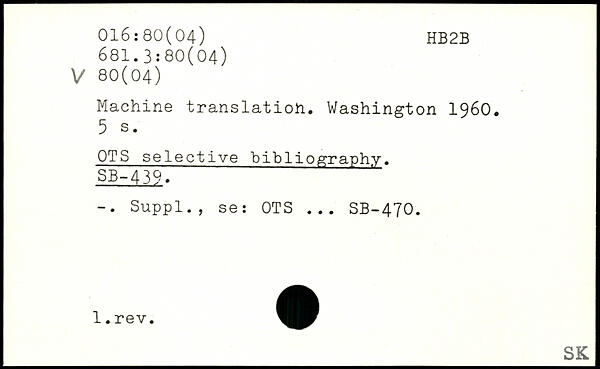 016:80(04) HB2B
681.3:80(04)
V 80(04)
Machine translation. Washington 1960.
5 s.
OTS selective bibliography.
SB-439.
-. Suppl., se: OTS ... SB-470.
1.rev.
SK